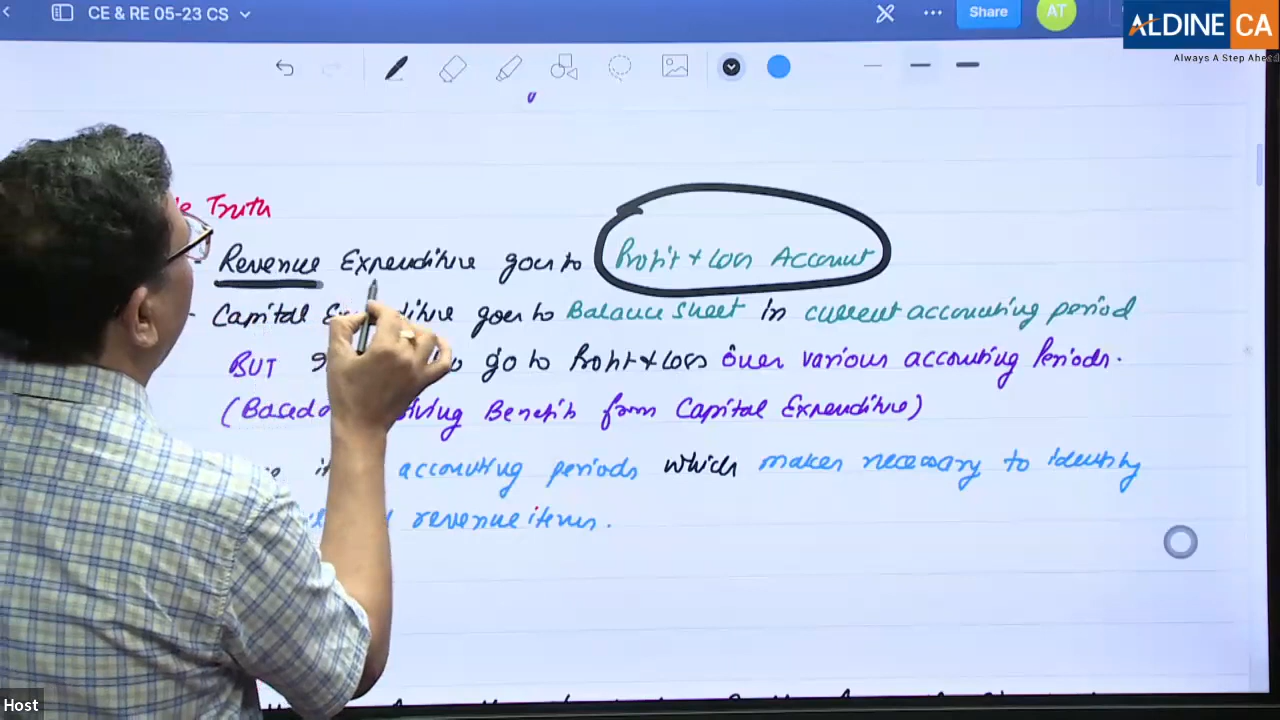 CE & RE 05-23 CS
Share
AT
ALDINE CA
Always A Step Ahead
Truth
Revenue Expenditure goes to Profit & Loss Account
Capital Expenditure goes to Balance Sheet in current accounting period
BUT go to Profit & Loss over various accounting Periods.
(Based Benefit from Capital Expenditure)
accounting periods which makes necessary to identify
revenue items.
Host